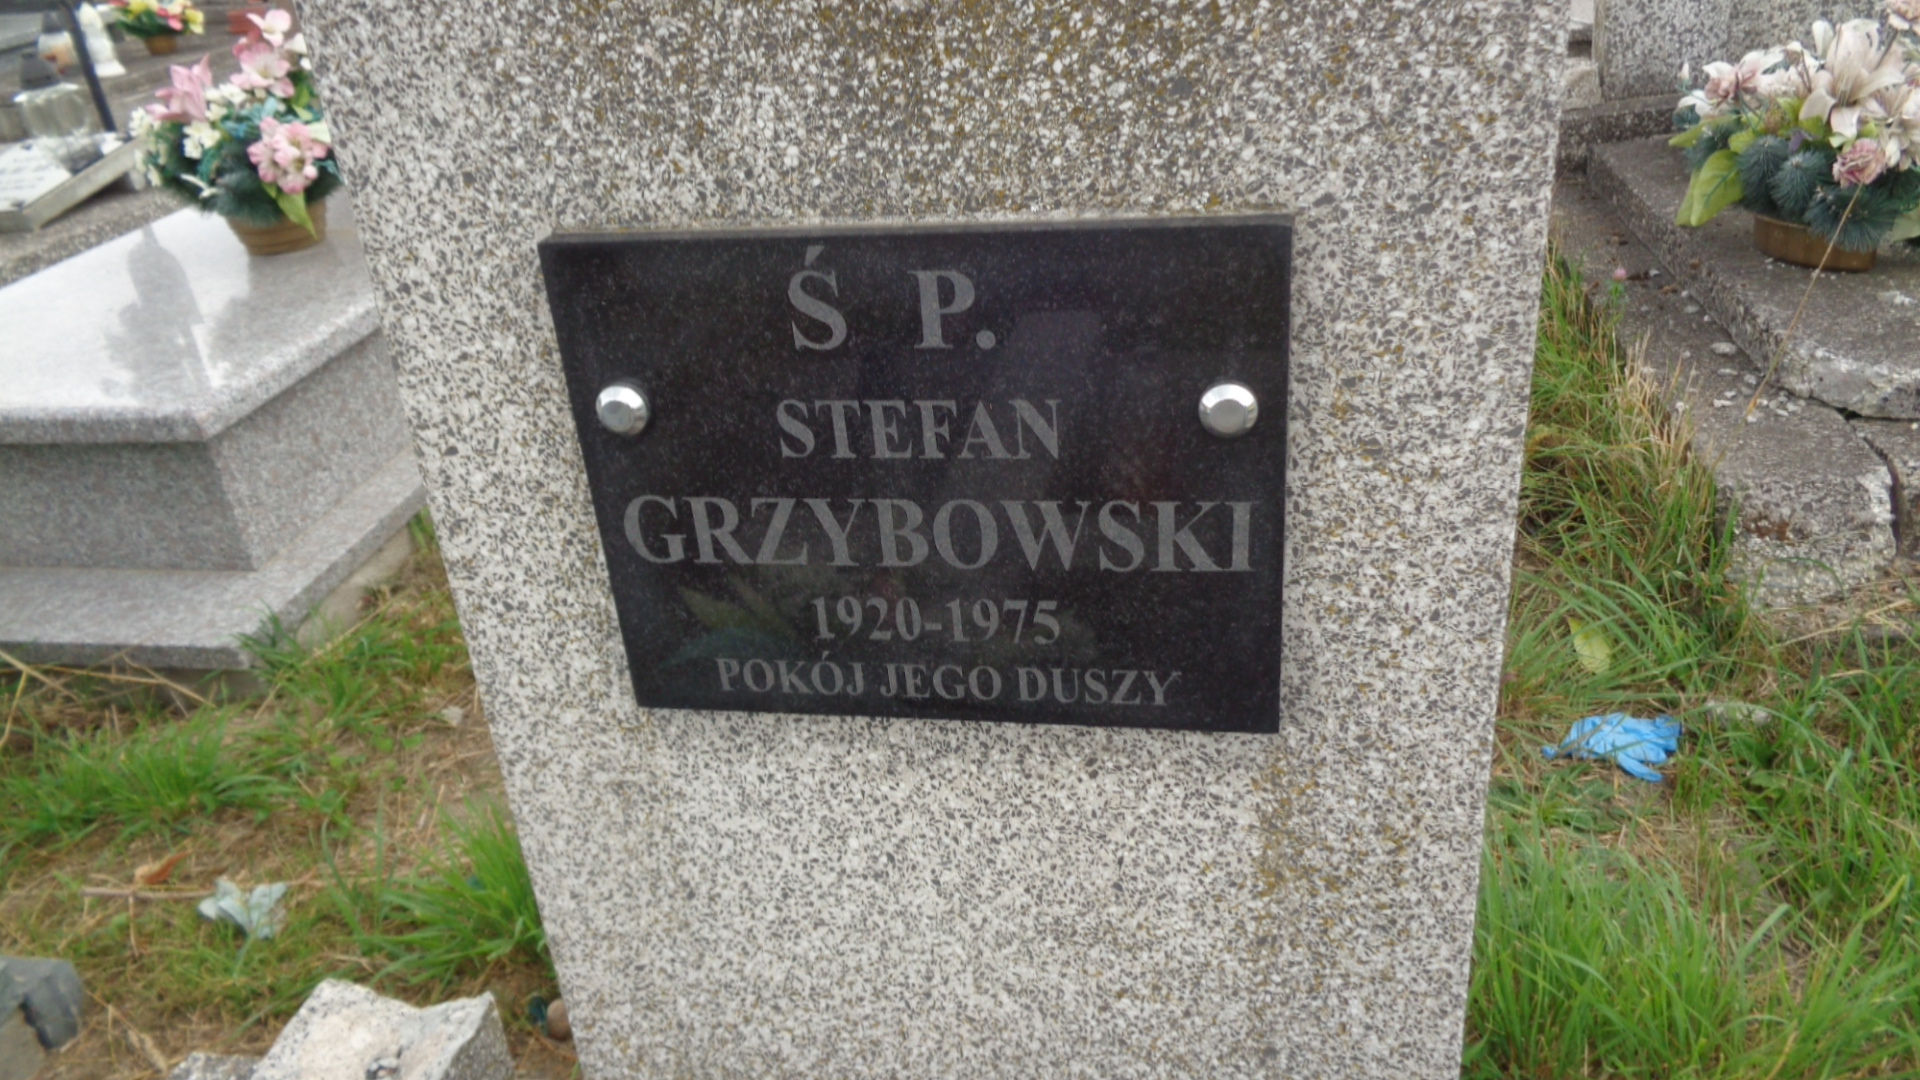 Ś P.
STEFAN
GRZYBOWSKI
1920-1975
POKÓJ JEGO DUSZY